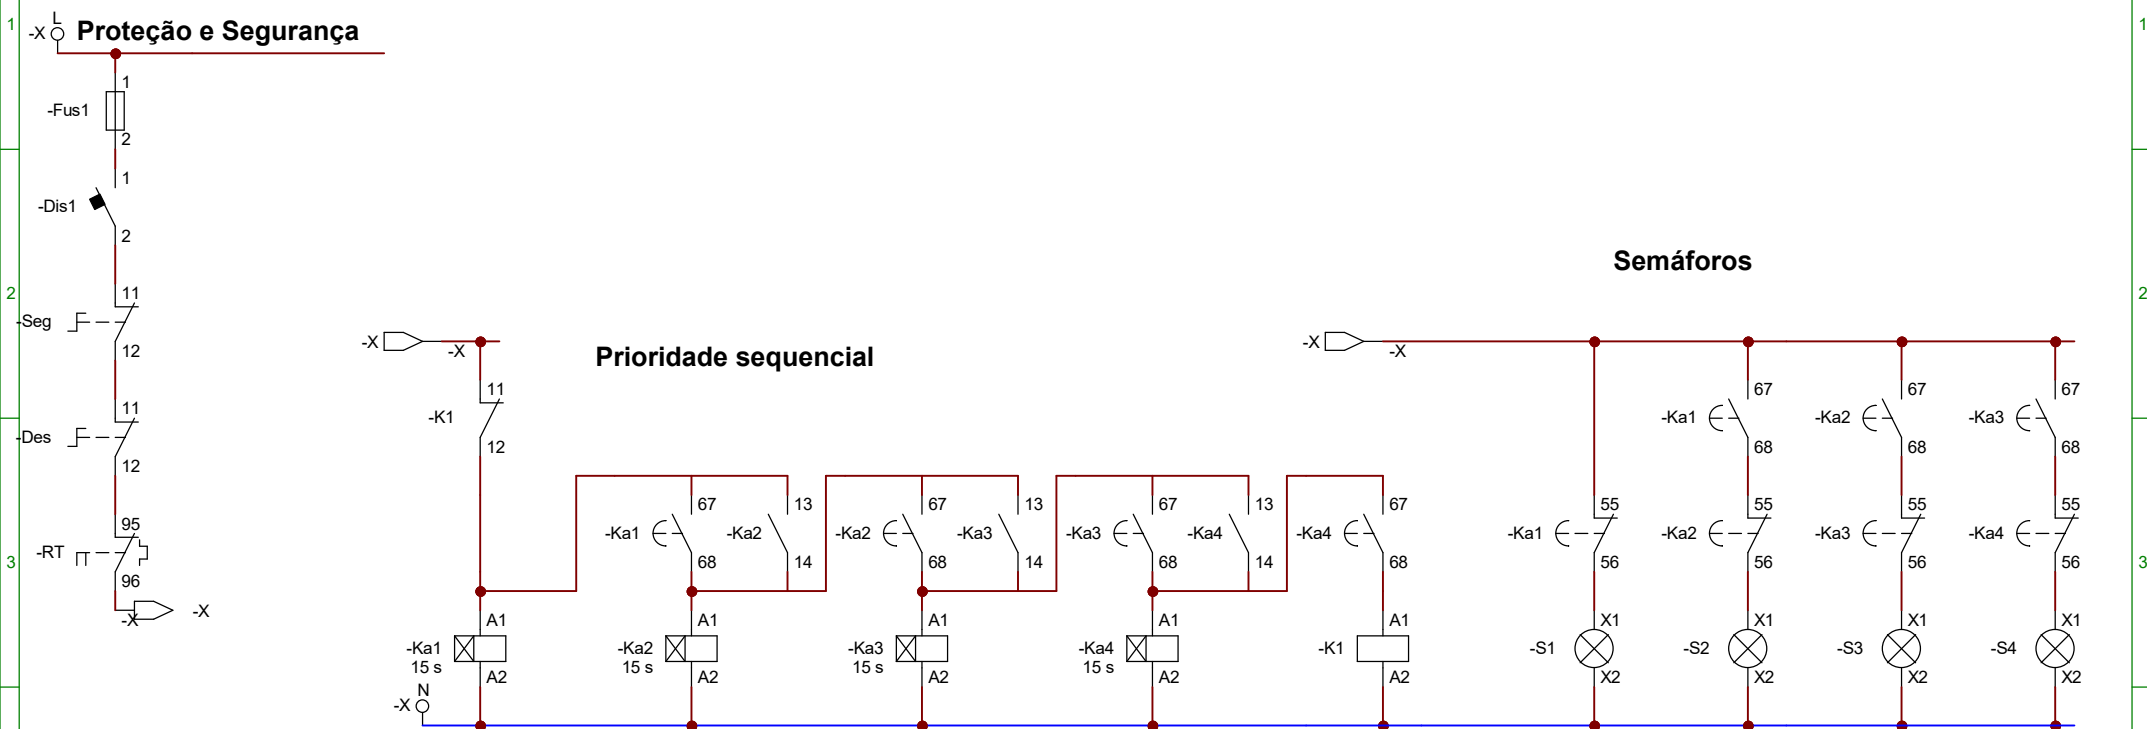 1
L
-X
Proteção e Segurança
1
1
-Fus1
2
1
-Dis1
2
Semáforos
2
11
2
-Seg
12
-X
-X
-X
-X
Prioridade sequencial
11
67
67
67
-K1
-Ka1
-Ka2
-Ka3
12
68
68
68
11
-Des
12
67
13
67
13
67
13
67
55
55
55
55
-Ka1
-Ka2
-Ka2
-Ka3
-Ka3
-Ka4
-Ka4
-Ka1
-Ka2
-Ka3
-Ka4
68
14
68
14
68
14
68
56
56
56
56
95
-RT
3
3
96
-X
-X
A1
A1
A1
A1
A1
X1
X1
X1
X1
-Ka1
15 s
-Ka2
15 s
-Ka3
15 s
-Ka4
15 s
-K1
-S1
-S2
-S3
-S4
A2
A2
A2
A2
A2
X2
X2
X2
X2
N
-X